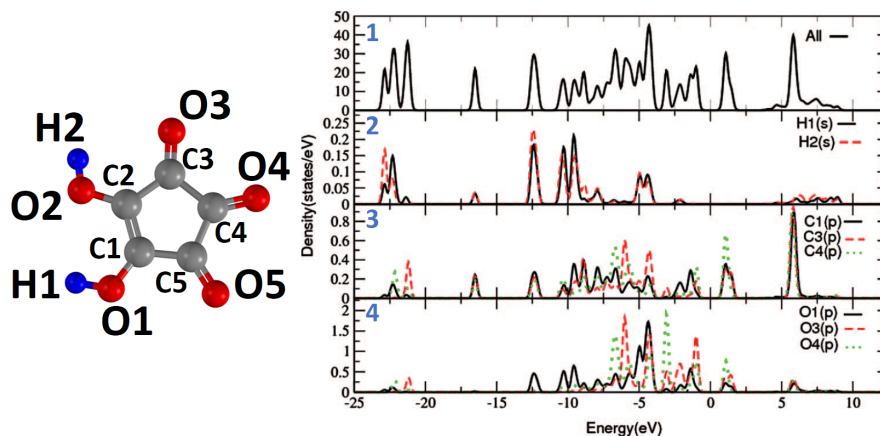 H2
O3
O2
C2
C3
O4
C1
C4
H1
C5
O5
O1
Density(states/eV)
1
All
50
40
30
20
10
0
2
H1(s)
H2(s)
0.25
0.2
0.15
0.1
0.05
0
3
C1(p)
C3(p)
C4(p)
0.8
0.6
0.4
0.2
0
4
O1(p)
O3(p)
O4(p)
2
1.5
1
0.5
0
-25 -20 -15 -10 -5 0 5 10
Energy(eV)